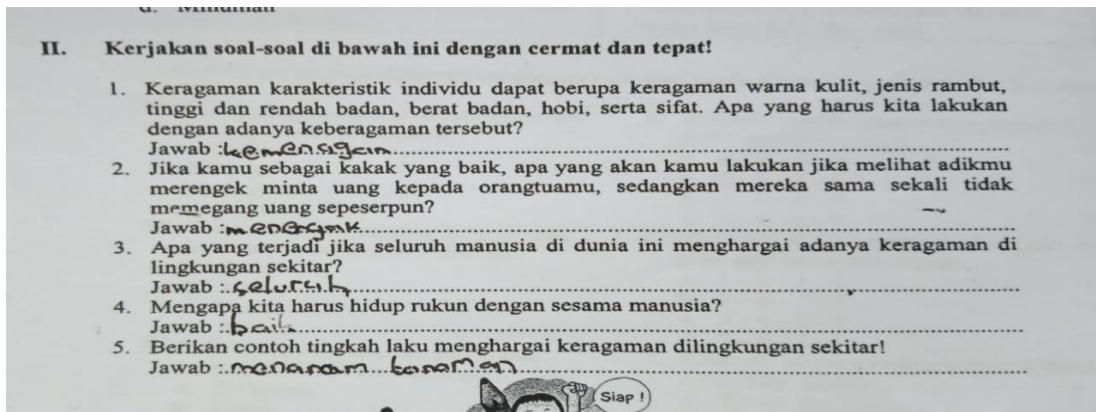 II. Kerjakan soal-soal di bawah ini dengan cermat dan tepat!
1. Keragaman karakteristik individu dapat berupa keragaman warna kulit, jenis rambut,
tinggi dan rendah badan, berat badan, hobi, serta sifat. Apa yang harus kita lakukan
dengan adanya keberagaman tersebut?
Jawab :
2. Jika kamu sebagai kakak yang baik, apa yang akan kamu lakukan jika melihat adikmu
merengek minta uang kepada orangtuamu, sedangkan mereka sama sekali tidak
memegang uang sepeserpun?
Jawab :
3. Apa yang terjadi jika seluruh manusia di dunia ini menghargai adanya keragaman di
lingkungan sekitar?
Jawab : seluruh
4. Mengapa kita harus hidup rukun dengan sesama manusia?
Jawab : baik
5. Berikan contoh tingkah laku menghargai keragaman dilingkungan sekitar!
Jawab : menanam tanaman
Siap !